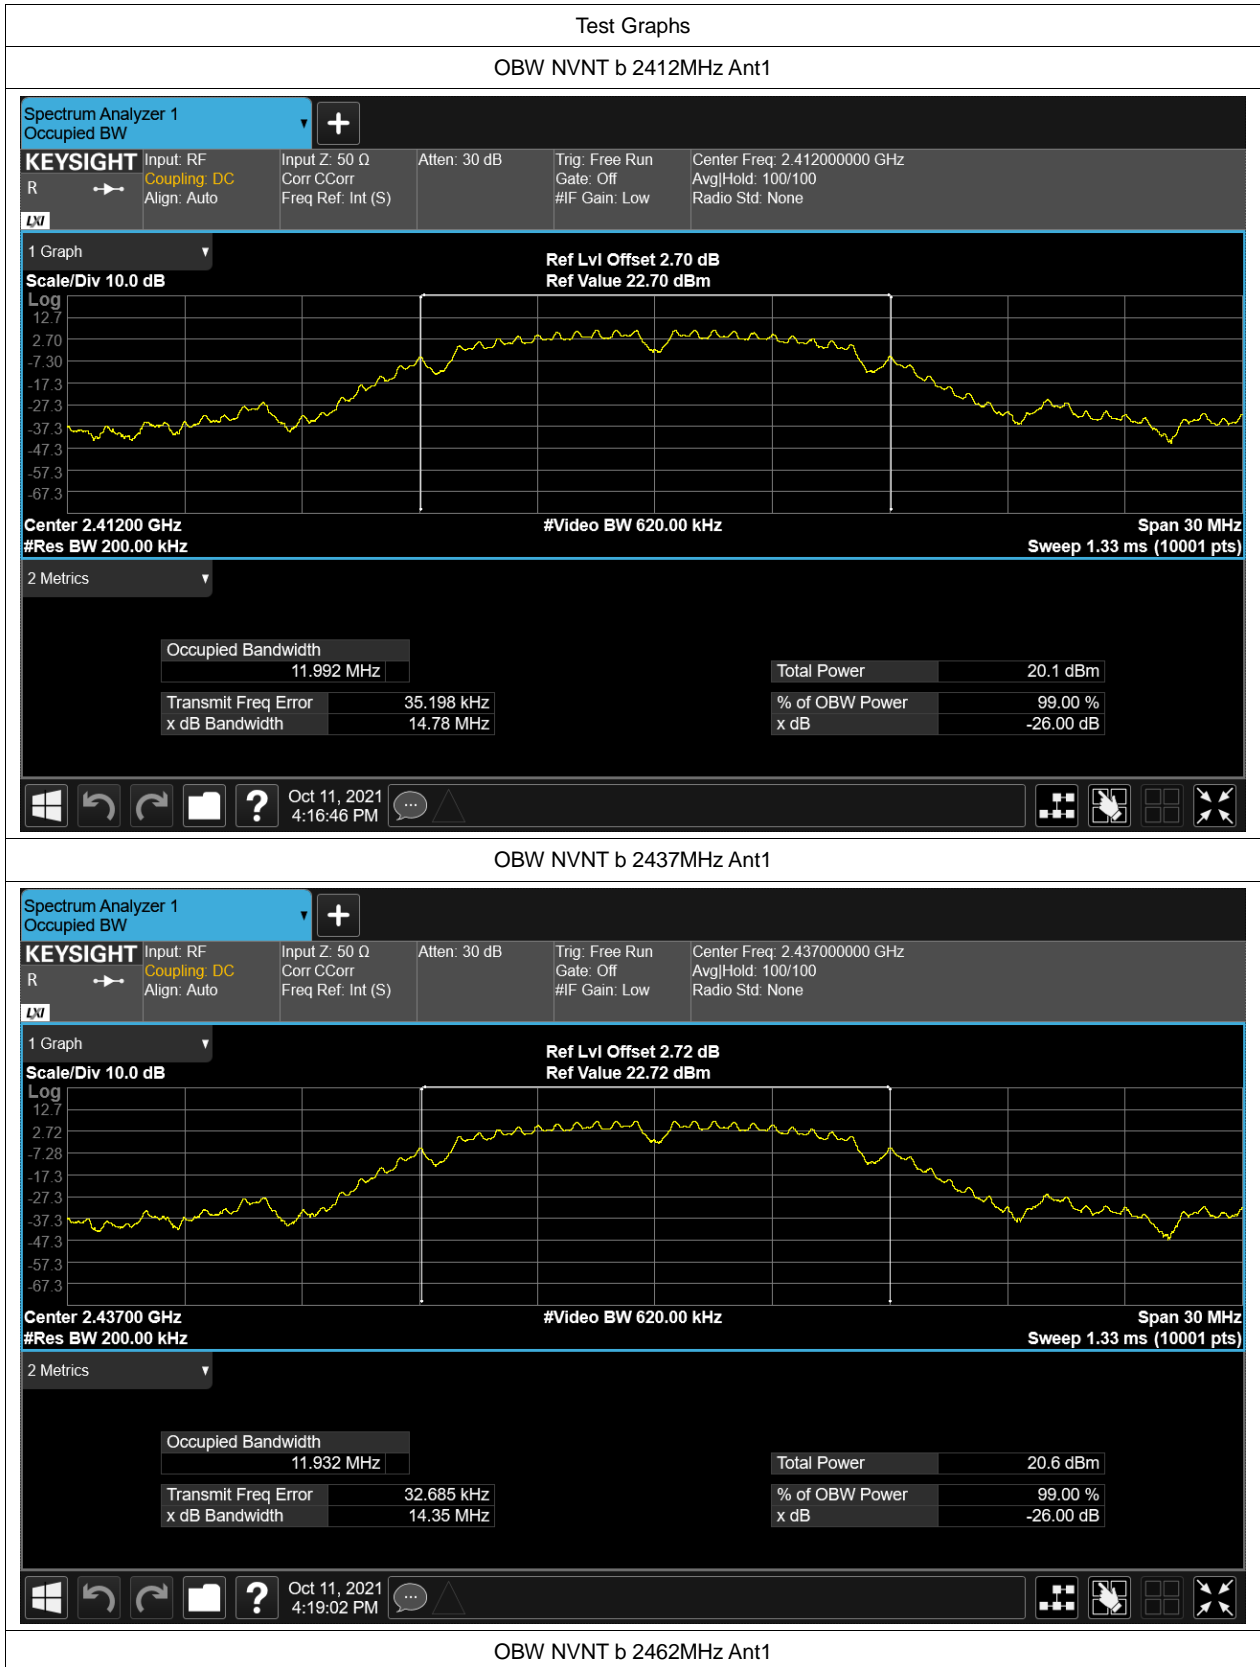 Test Graphs
OBW NVNT b 2412MHz Ant1
Spectrum Analyzer 1
Occupied BW
KEYSIGHT
R
LXI
Input: RF
Coupling: DC
Align: Auto
Input Z: 50 Ω
Corr CCorr
Freq Ref: Int (S)
Atten: 30 dB
Trig: Free Run
Gate: Off
#IF Gain: Low
Center Freq: 2.412000000 GHz
Avg|Hold: 100/100
Radio Std: None
1 Graph
Scale/Div 10.0 dB
Ref Lvl Offset 2.70 dB
Ref Value 22.70 dBm
Log
12.7
2.70
-7.30
-17.3
-27.3
-37.3
-47.3
-57.3
-67.3
Center 2.41200 GHz
#Res BW 200.00 kHz
#Video BW 620.00 kHz
Span 30 MHz
Sweep 1.33 ms (10001 pts)
2 Metrics
Occupied Bandwidth
11.992 MHz
Transmit Freq Error 35.198 kHz
x dB Bandwidth 14.78 MHz
Total Power 20.1 dBm
% of OBW Power 99.00 %
x dB -26.00 dB
?
Oct 11, 2021
4:16:46 PM
OBW NVNT b 2437MHz Ant1
Spectrum Analyzer 1
Occupied BW
KEYSIGHT
R
LXI
Input: RF
Coupling: DC
Align: Auto
Input Z: 50 Ω
Corr CCorr
Freq Ref: Int (S)
Atten: 30 dB
Trig: Free Run
Gate: Off
#IF Gain: Low
Center Freq: 2.437000000 GHz
Avg|Hold: 100/100
Radio Std: None
1 Graph
Scale/Div 10.0 dB
Ref Lvl Offset 2.72 dB
Ref Value 22.72 dBm
Log
12.7
2.72
-7.28
-17.3
-27.3
-37.3
-47.3
-57.3
-67.3
Center 2.43700 GHz
#Res BW 200.00 kHz
#Video BW 620.00 kHz
Span 30 MHz
Sweep 1.33 ms (10001 pts)
2 Metrics
Occupied Bandwidth
11.932 MHz
Transmit Freq Error 32.685 kHz
x dB Bandwidth 14.35 MHz
Total Power 20.6 dBm
% of OBW Power 99.00 %
x dB -26.00 dB
?
Oct 11, 2021
4:19:02 PM
OBW NVNT b 2462MHz Ant1